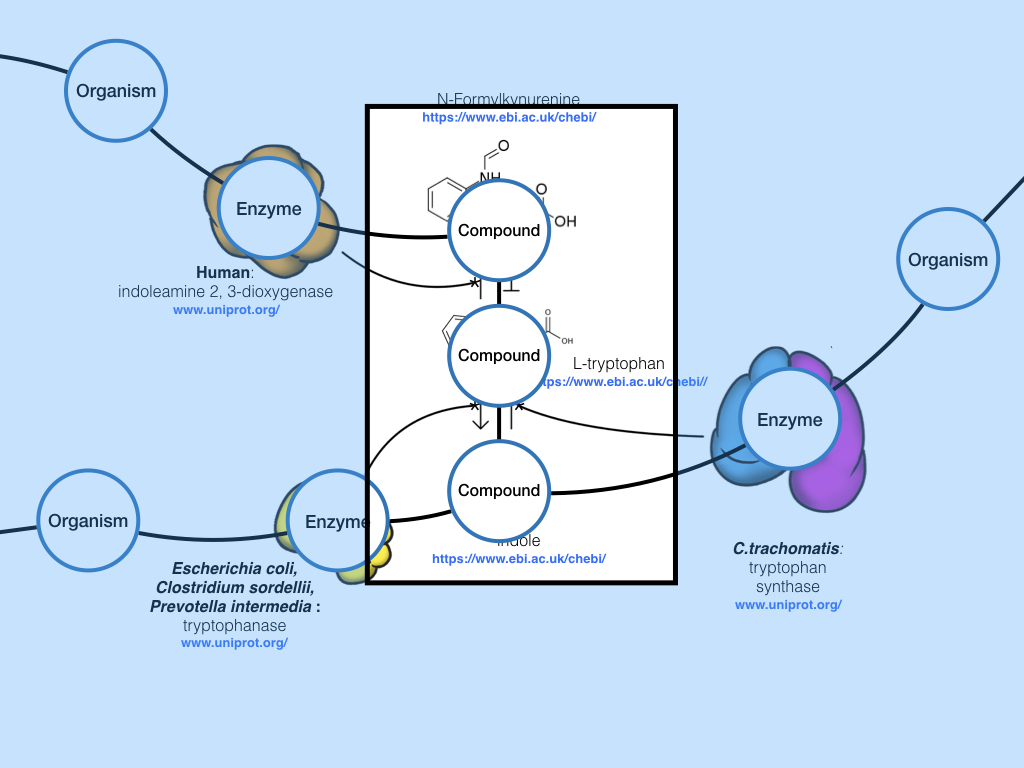 N-Formylkynurenine
https://www.ebi.ac.uk/chebi/
Organism
O
NH
O
OH
Enzyme
Compound
Human:
indoleamine 2, 3-dioxygenase
www.uniprot.org/
Organism
O
OH
Compound
L-tryptophan
tps://www.ebi.ac.uk/chebi//
Enzyme
Compound
Organism
Enzyme
Indole
https://www.ebi.ac.uk/chebi/
Escherichia coli,
Clostridium sordellii,
Prevotella intermedia :
tryptophanase
www.uniprot.org/
C.trachomatis:
tryptophan
synthase
www.uniprot.org/